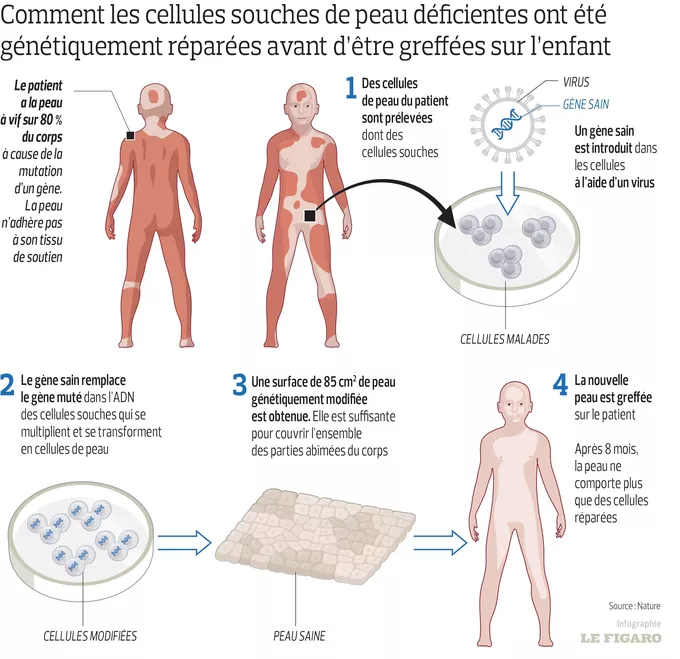 Comment les cellules souches de peau déficientes ont été
génétiquement réparées avant d'être greffées sur l'enfant
Le patient
a la peau
à vif sur 80 %
du corps
à cause de la
mutation
d'un gène.
La peau
n'adhère pas
à son tissu
de soutien
1 Des cellules
de peau du patient
sont prélevées
dont des
cellules souches
VIRUS
GÈNE SAIN
Un gène sain
est introduit dans
les cellules
à l'aide d'un virus
CELLULES MALADES
2 Le gène sain remplace
le gène muté dans l'ADN
des cellules souches qui se
multiplient et se transforment
en cellules de peau
CELLULES MODIFIÉES
3 Une surface de 85 cm² de peau
génétiquement modifiée
est obtenue. Elle est suffisante
pour couvrir l'ensemble
des parties abîmées du corps
PEAU SAINE
4 La nouvelle
peau est greffée
sur le patient
Après 8 mois,
la peau ne
comporte plus
que des cellules
réparées
Source : Nature
Infographie
LE FIGARO